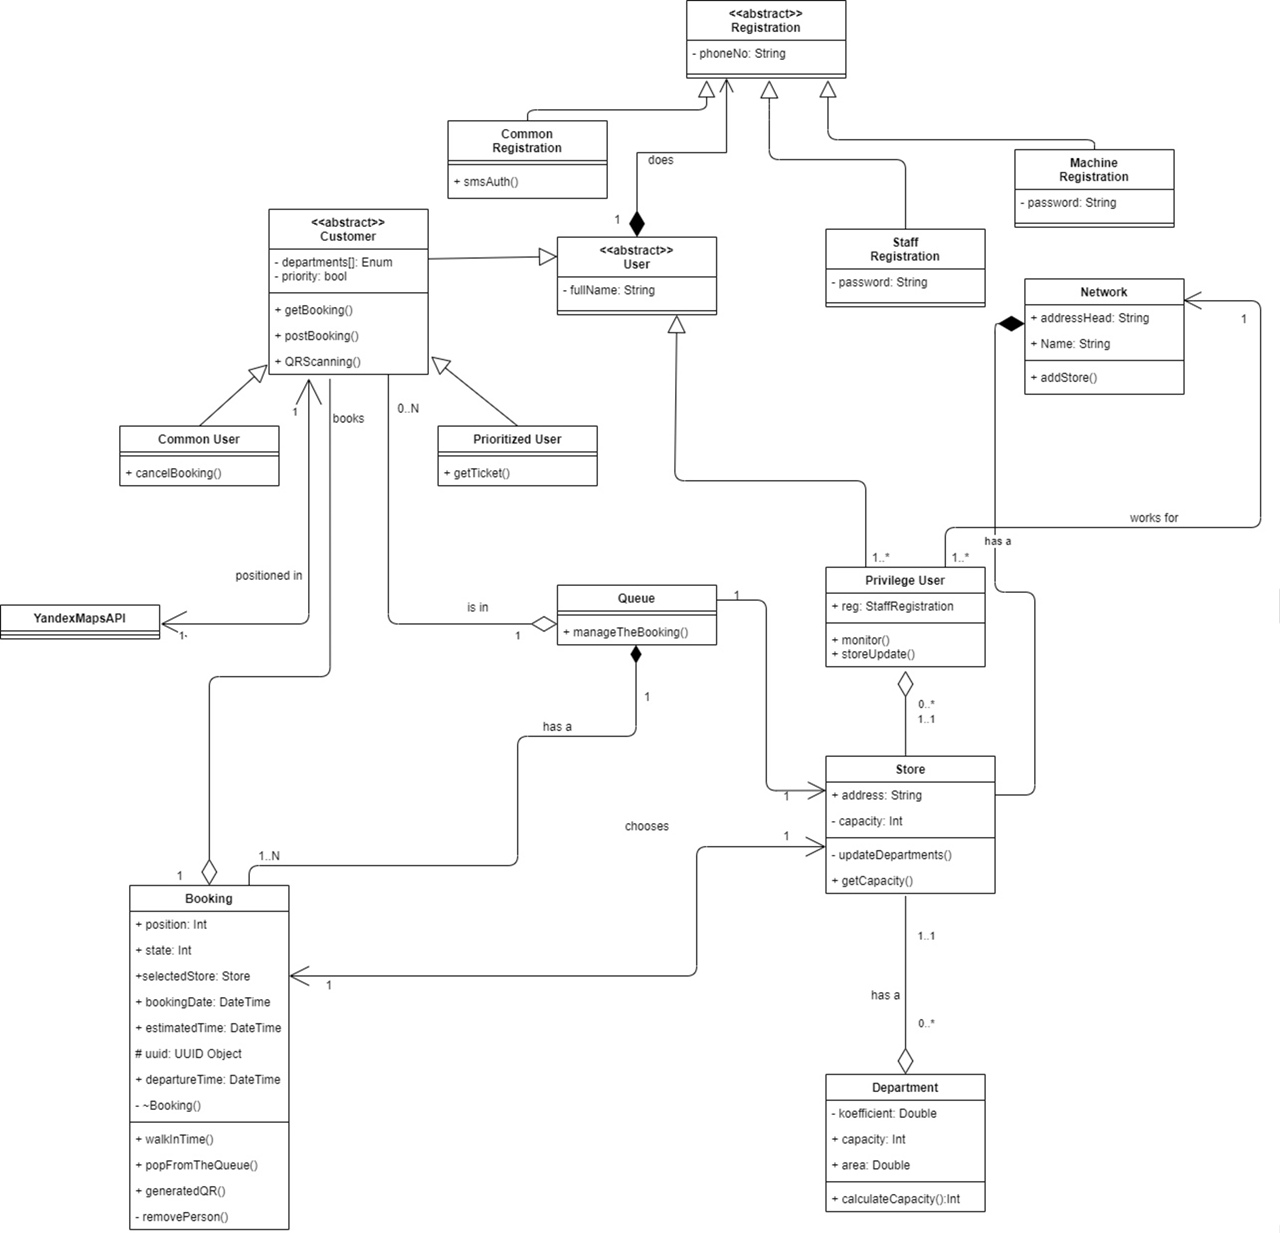 <<abstract>>
Registration
- phoneNo: String
Common
Registration
+ smsAuth()
does
Machine
Registration
- password: String
<<abstract>>
Customer
- departments[]: Enum
- priority: bool
+ getBooking()
+ postBooking()
+ QRScanning()
1
<<abstract>>
User
- fullName: String
Staff
Registration
- password: String
Network
+ addressHead: String
+ Name: String
+ addStore()
1
1
books
0..N
Common User
+ cancelBooking()
Prioritized User
+ getTicket()
works for
has a
positioned in
1..*
1..*
YandexMapsAPI
1.
is in
1
Queue
+ manageTheBooking()
1
Privilege User
+ reg: StaffRegistration
+ monitor()
+ storeUpdate()
1
0..*
1..1
has a
Store
+ address: String
- capacity: Int
- updateDepartments()
+ getCapacity()
1
chooses
1
1..N
1
Booking
+ position: Int
+ state: Int
+selectedStore: Store
+ bookingDate: DateTime
+ estimatedTime: DateTime
# uuid: UUID Object
+ departureTime: DateTime
- ~Booking()
+ walkInTime()
+ popFromTheQueue()
+ generatedQR()
- removePerson()
1
1..1
has a
0..*
Department
- koefficient: Double
+ capacity: Int
+ area: Double
+ calculateCapacity():Int